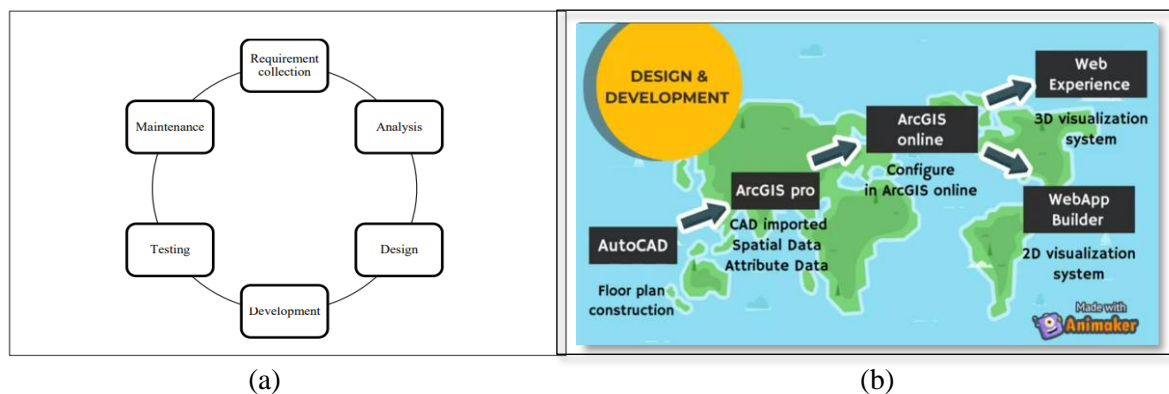 Requirement
collection
Maintenance
Analysis
Testing
Design
Development
(a)
DESIGN &
DEVELOPMENT
Web
Experience
3D visualization
system
ArcGIS
online
Configure
in ArcGIS online
ArcGIS pro
CAD imported
Spatial Data
Attribute Data
WebApp
Builder
2D visualization
system
AutoCAD
Floor plan
construction
Made with
Animaker
(b)